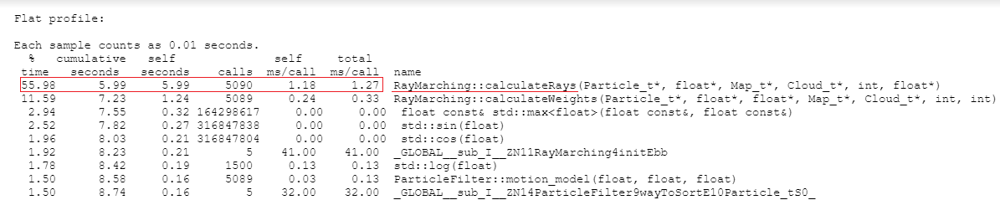 Flat profile:
Each sample counts as 0.01 seconds.
% cumulative self self total
time seconds seconds calls ms/call ms/call name
55.98 5.99 5.99 5090 1.18 1.27 RayMarching::calculateRays(Particle_t*, float*, Map_t*, Cloud_t*, int, float*)
11.59 7.23 1.24 5089 0.24 0.33 RayMarching::calculateWeights(Particle_t*, float*, float*, Map_t*, Cloud_t*, int, int)
2.94 7.55 0.32 164298617 0.00 0.00 float const& std::max<float>(float const&, float const&)
2.52 7.82 0.27 316847838 0.00 0.00 std::sin(float)
1.96 8.03 0.21 316847804 0.00 0.00 std::cos(float)
1.92 8.23 0.21 5 41.00 41.00 _GLOBAL__sub_I__ZN11RayMarching4initEbb
1.78 8.42 0.19 1500 0.13 0.13 std::log(float)
1.50 8.58 0.16 5089 0.03 0.13 ParticleFilter::motion_model(float, float, float)
1.50 8.74 0.16 5 32.00 32.00 _GLOBAL__sub_I__ZN14ParticleFilter9wayToSortE10Particle_tS0_